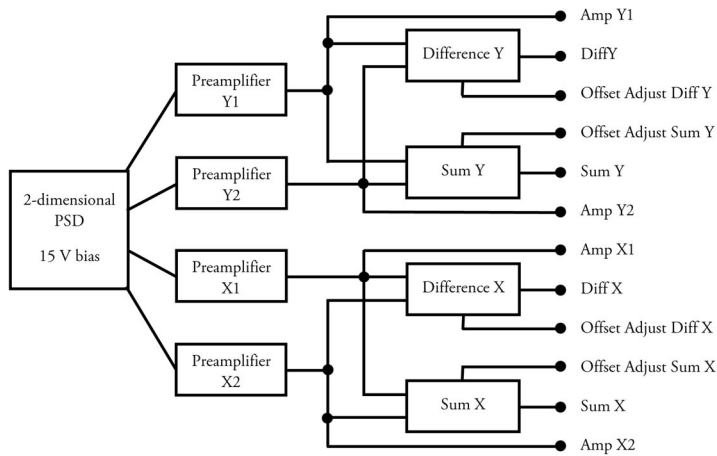 2-dimensional
PSD
15 V bias
Preamplifier
Y1
Preamplifier
Y2
Preamplifier
X1
Preamplifier
X2
Difference Y
Sum Y
Difference X
Sum X
Amp Y1
DiffY
Offset Adjust Diff Y
Offset Adjust Sum Y
Sum Y
Amp Y2
Amp X1
Diff X
Offset Adjust Diff X
Offset Adjust Sum X
Sum X
Amp X2